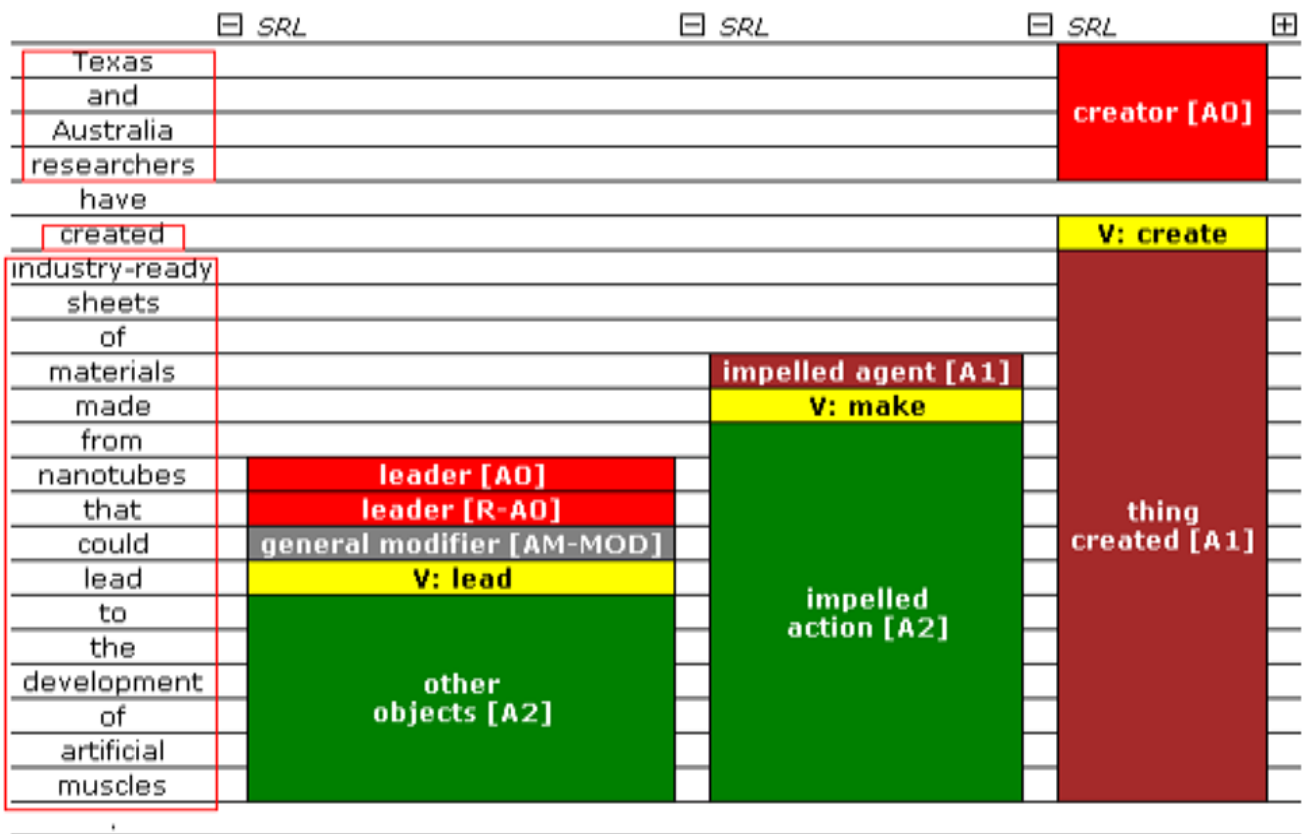 SRL SRL SRL
Texas
and
Australia
creator [A0]
researchers
have
created V: create
industry-ready
sheets
of
materials impelled agent [A1]
made V: make
from
nanotubes leader [A0]
that leader [R-A0] thing
could general modifier [AM-MOD] created [A1]
lead V: lead
to impelled
action [A2]
the
development other
of objects [A2]
artificial
muscles
.